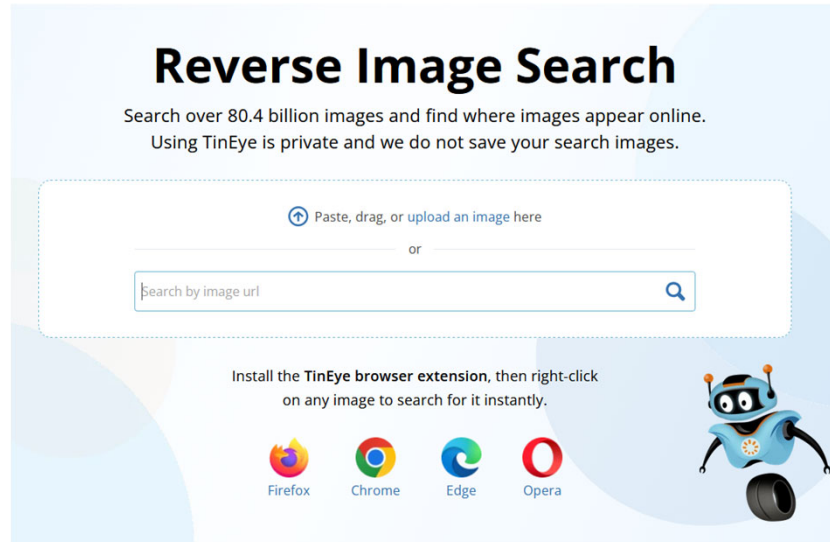 Reverse Image Search
Search over 80.4 billion images and find where images appear online.
Using TinEye is private and we do not save your search images.
Paste, drag, or upload an image here
or
Search by image url
Install the TinEye browser extension, then right-click
on any image to search for it instantly.
Firefox Chrome Edge Opera